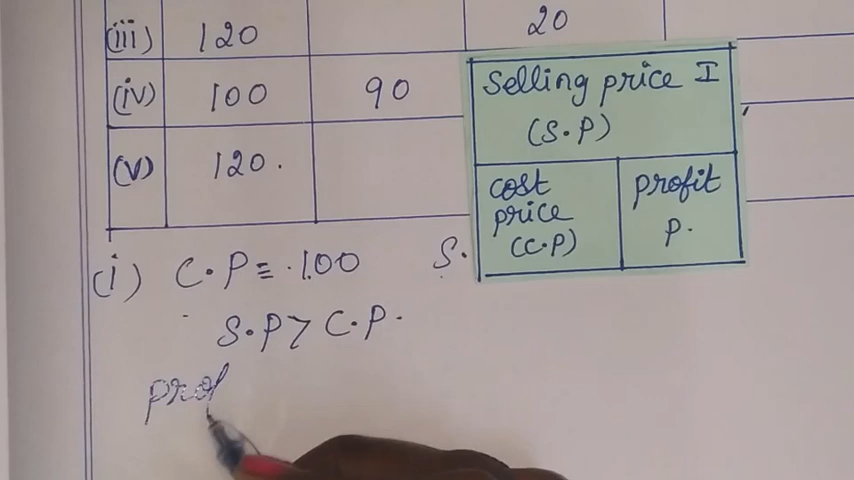 (iii) 120 20
(iv) 100 90
(v) 120.
Selling price I
(S.P)
cost
price
(C.P)
profit
p.
(i) C.P = .100 S.
S.P > C.P.
prof